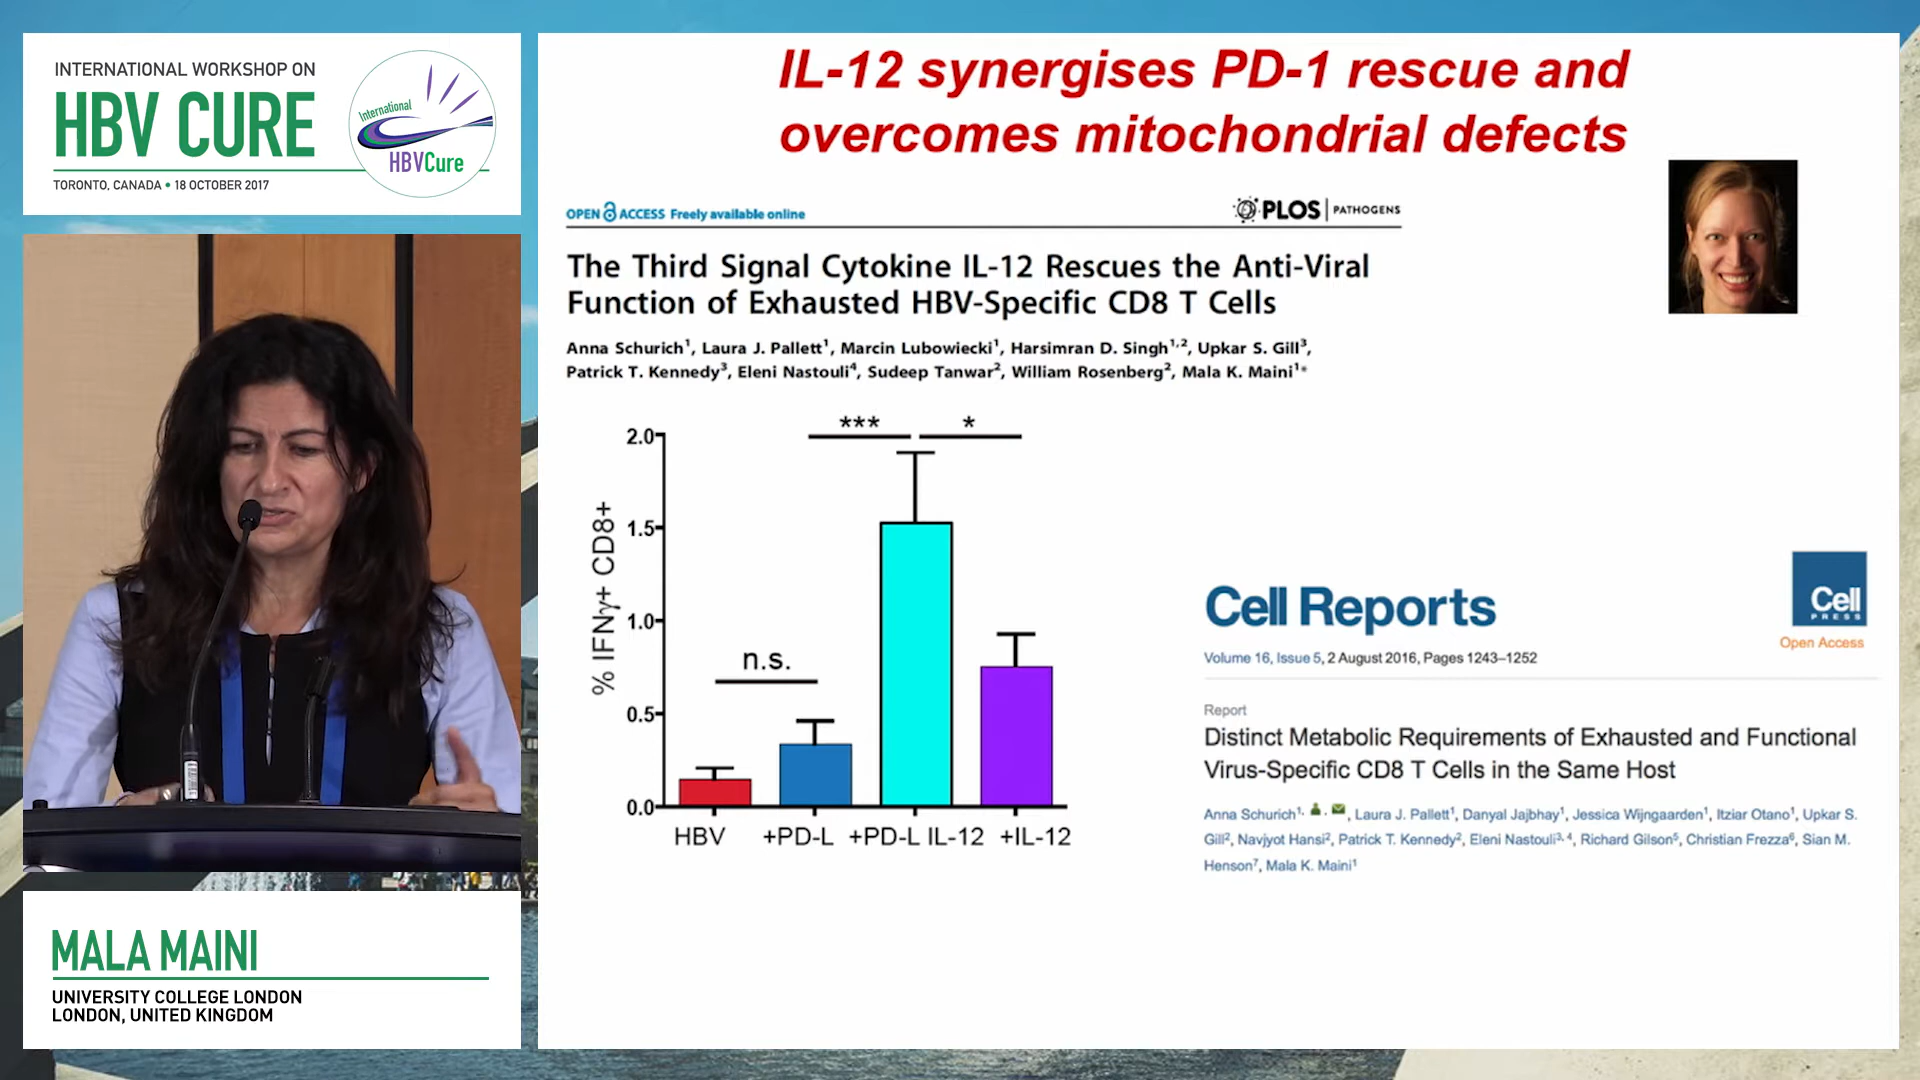 INTERNATIONAL WORKSHOP ON
HBV CURE
TORONTO, CANADA • 18 OCTOBER 2017
International
HBVCure
MALA MAINI
UNIVERSITY COLLEGE LONDON
LONDON, UNITED KINGDOM
IL-12 synergises PD-1 rescue and
overcomes mitochondrial defects
OPEN ACCESS Freely available online
PLOS | PATHOGENS
The Third Signal Cytokine IL-12 Rescues the Anti-Viral
Function of Exhausted HBV-Specific CD8 T Cells
Anna Schurich1, Laura J. Pallett1, Marcin Lubowiecki1, Harsimran D. Singh1,2, Upkar S. Gill3,
Patrick T. Kennedy3, Eleni Nastouli4, Sudeep Tanwar2, William Rosenberg2, Mala K. Maini1*
*** *
2.0
1.5
1.0
0.5
0.0
% IFNγ+ CD8+
n.s.
HBV +PD-L +PD-L IL-12 +IL-12
Cell Reports
Cell
PRESS
Open Access
Volume 16, Issue 5, 2 August 2016, Pages 1243–1252
Report
Distinct Metabolic Requirements of Exhausted and Functional
Virus-Specific CD8 T Cells in the Same Host
Anna Schurich1, , Laura J. Pallett1, Danyal Jajbhay1, Jessica Wijngaarden1, Itziar Otano1, Upkar S.
Gill2, Navjyot Hansi2, Patrick T. Kennedy2, Eleni Nastouli3, 4, Richard Gilson5, Christian Frezza6, Sian M.
Henson7, Mala K. Maini1